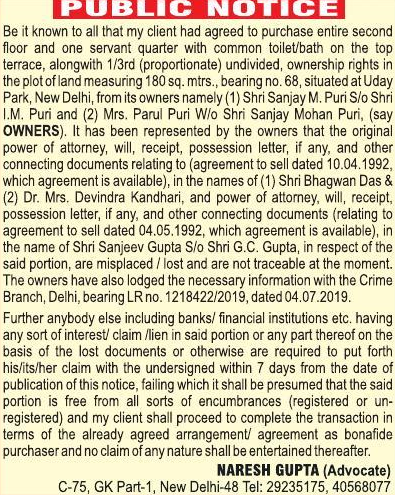 PUBLIC NOTICE
Be it known to all that my client had agreed to purchase entire second
floor and one servant quarter with common toilet/bath on the top
terrace, alongwith 1/3rd (proportionate) undivided, ownership rights in
the plot of land measuring 180 sq. mtrs., bearing no. 68, situated at Uday
Park, New Delhi, from its owners namely (1) Shri Sanjay M. Puri S/o Shri
I.M. Puri and (2) Mrs. Parul Puri W/o Shri Sanjay Mohan Puri, (say
OWNERS). It has been represented by the owners that the original
power of attorney, will, receipt, possession letter, if any, and other
connecting documents relating to (agreement to sell dated 10.04.1992,
which agreement is available), in the names of (1) Shri Bhagwan Das &
(2) Dr. Mrs. Devindra Kandhari, and power of attorney, will, receipt,
possession letter, if any, and other connecting documents (relating to
agreement to sell dated 04.05.1992, which agreement is available), in
the name of Shri Sanjeev Gupta S/o Shri G.C. Gupta, in respect of the
said portion, are misplaced / lost and are not traceable at the moment.
The owners have also lodged the necessary information with the Crime
Branch, Delhi, bearing LR no. 1218422/2019, dated 04.07.2019.
Further anybody else including banks/ financial institutions etc. having
any sort of interest/ claim /lien in said portion or any part thereof on the
basis of the lost documents or otherwise are required to put forth
his/its/her claim with the undersigned within 7 days from the date of
publication of this notice, failing which it shall be presumed that the said
portion is free from all sorts of encumbrances (registered or un-
registered) and my client shall proceed to complete the transaction in
terms of the already agreed arrangement/ agreement as bonafide
purchaser and no claim of any nature shall be entertained thereafter.
NARESH GUPTA (Advocate)
C-75, GK Part-1, New Delhi-48 Tel: 29235175, 40568077